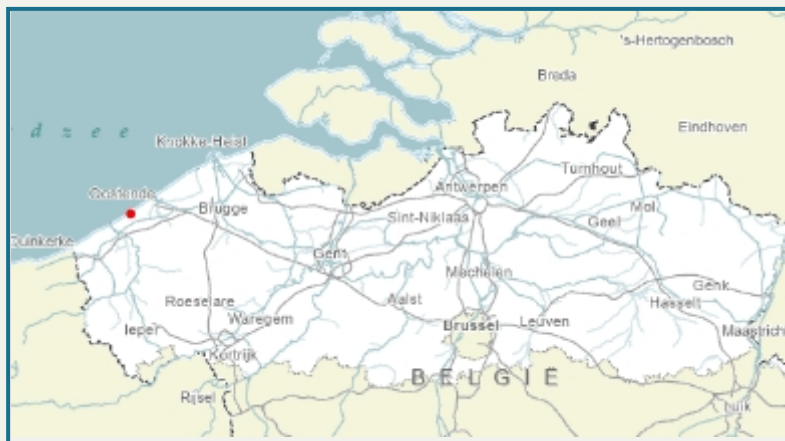 's-Hertogenbosch
Breda
Eindhoven
d z e e
Knokke-Heist
Turnhout
Antwerpen
Oostende
Brugge
Sint-Niklaas
Geel
Mol
Duinkerke
Gent
Mechelen
Genk
Roeselare
Aalst
Hasselt
Waregem
Ieper
Brussel
Leuven
Maastrich
Kortrijk
BELGIË
Rijsel
Luik